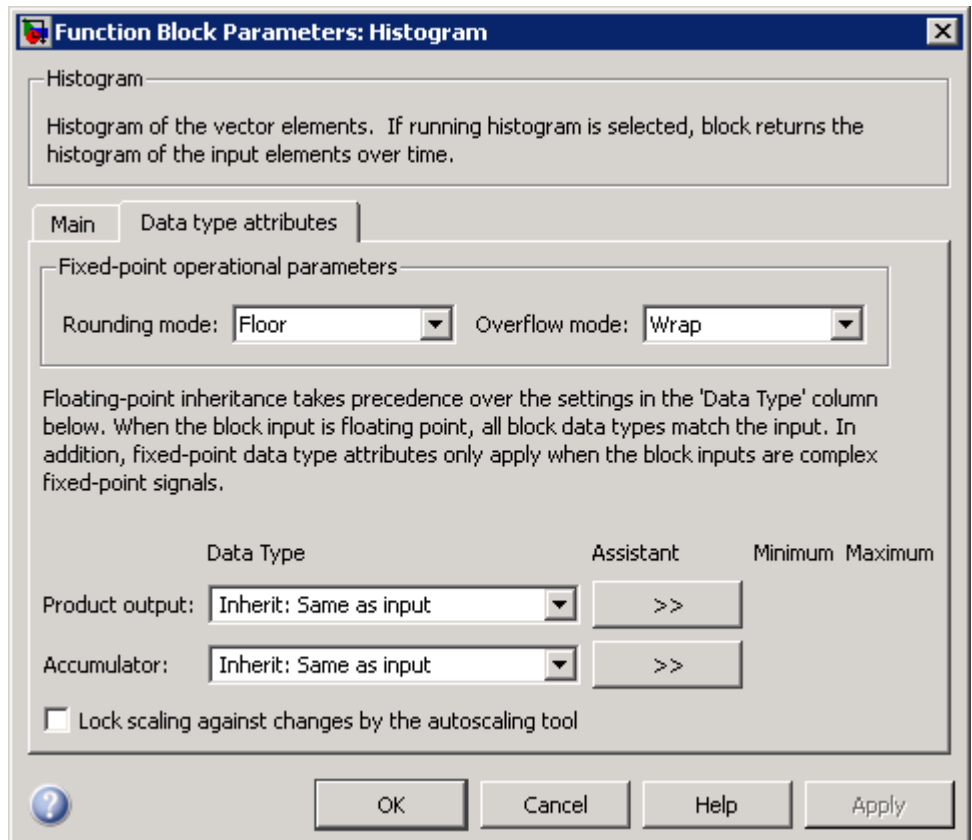 Function Block Parameters: Histogram
Histogram
Histogram of the vector elements.  If running histogram is selected, block returns the
histogram of the input elements over time.
Main Data type attributes
Fixed-point operational parameters
Rounding mode: Floor Overflow mode: Wrap
Floating-point inheritance takes precedence over the settings in the 'Data Type' column
below. When the block input is floating point, all block data types match the input. In
addition, fixed-point data type attributes only apply when the block inputs are complex
fixed-point signals.
Data Type Assistant Minimum Maximum
Product output: Inherit: Same as input >>
Accumulator: Inherit: Same as input >>
Lock scaling against changes by the autoscaling tool
? OK Cancel Help Apply